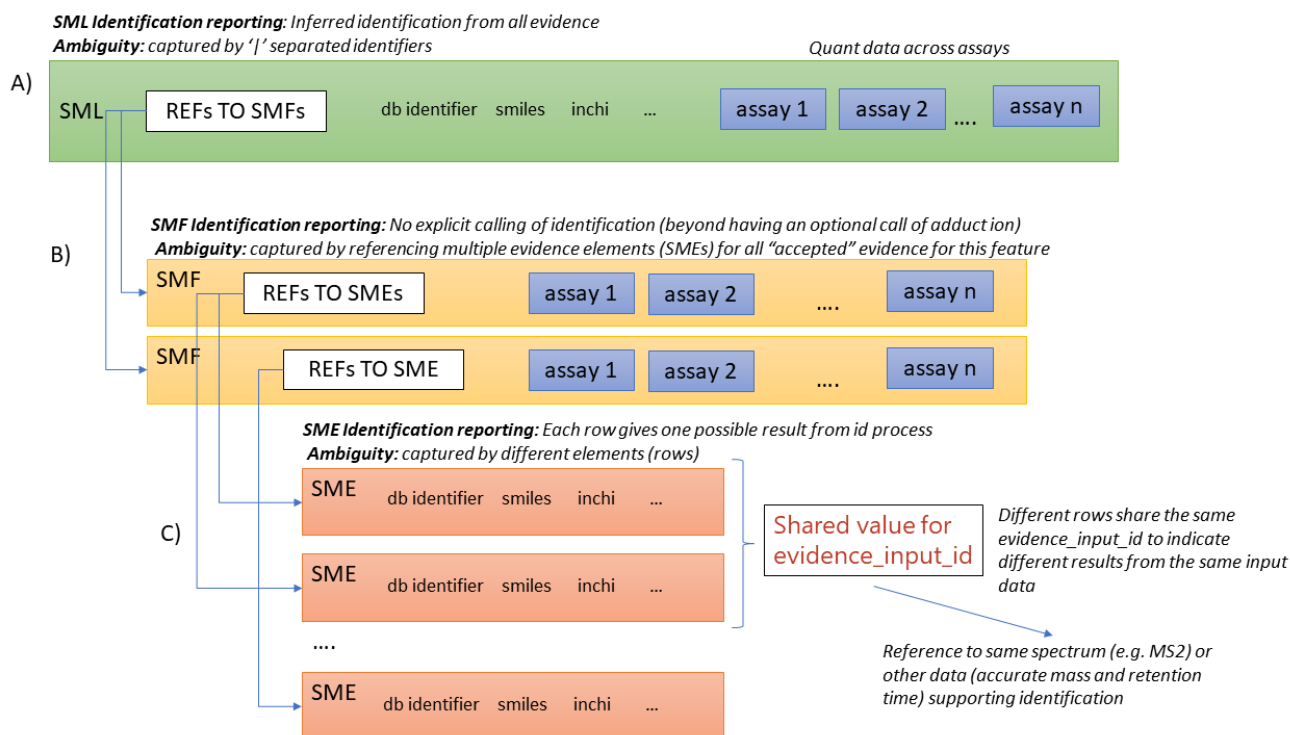 SML Identification reporting: Inferred identification from all evidence
Ambiguity: captured by ‘|’ separated identifiers
Quant data across assays
A)
SML
REFs TO SMFs
db identifier smiles inchi ...
assay 1 assay 2 .... assay n
SMF Identification reporting: No explicit calling of identification (beyond having an optional call of adduct ion)
Ambiguity: captured by referencing multiple evidence elements (SMEs) for all “accepted” evidence for this feature
B)
SMF
REFs TO SMEs
assay 1 assay 2 .... assay n
SMF
REFs TO SME
assay 1 assay 2 .... assay n
SME Identification reporting: Each row gives one possible result from id process
Ambiguity: captured by different elements (rows)
C)
SME db identifier smiles inchi ...
SME db identifier smiles inchi ...
....
SME db identifier smiles inchi ...
Shared value for
evidence_input_id
Different rows share the same
evidence_input_id to indicate
different results from the same input
data
Reference to same spectrum (e.g. MS2) or
other data (accurate mass and retention
time) supporting identification